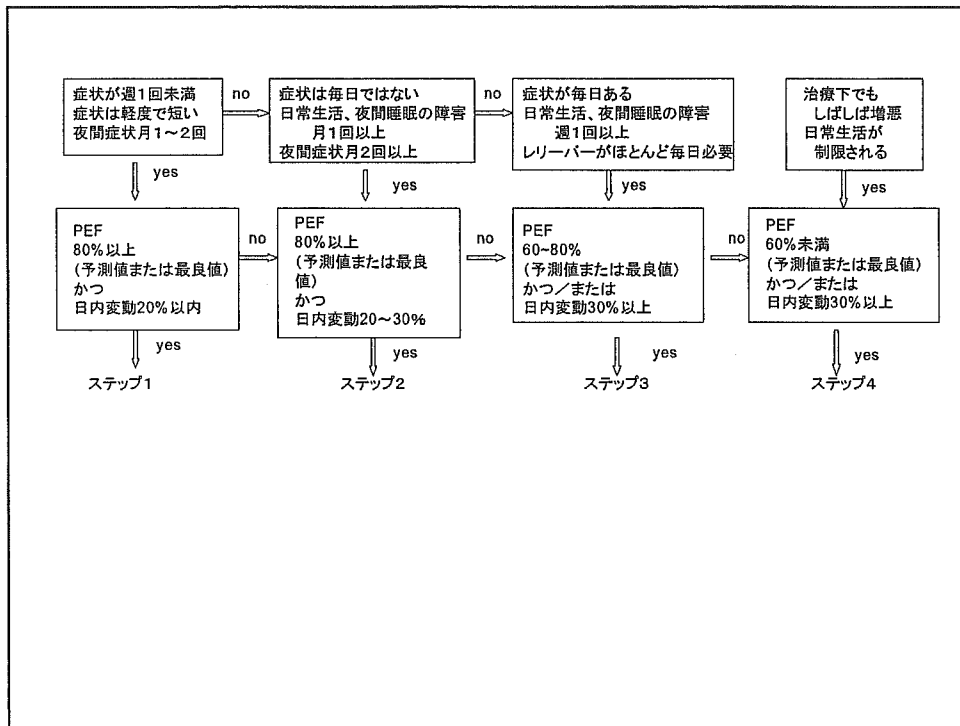 症状が週1回未満
症状は軽度で短い
夜間症状月1～2回
no
症状は毎日ではない
日常生活、夜間睡眠の障害
月1回以上
夜間症状月2回以上
no
症状が毎日ある
日常生活、夜間睡眠の障害
週1回以上
レリーバーがほとんど毎日必要
治療下でも
しばしば増悪
日常生活が
制限される
yes
yes
yes
yes
PEF
80%以上
(予測値または最良値)
かつ
日内変動20%以内
no
PEF
80%以上
(予測値または最良
値)
かつ
日内変動20～30%
no
PEF
60~80%
(予測値または最良値)
かつ／または
日内変動30%以上
no
PEF
60%未満
(予測値または最良値)
かつ／または
日内変動30%以上
yes
yes
yes
yes
ステップ1
ステップ2
ステップ3
ステップ4